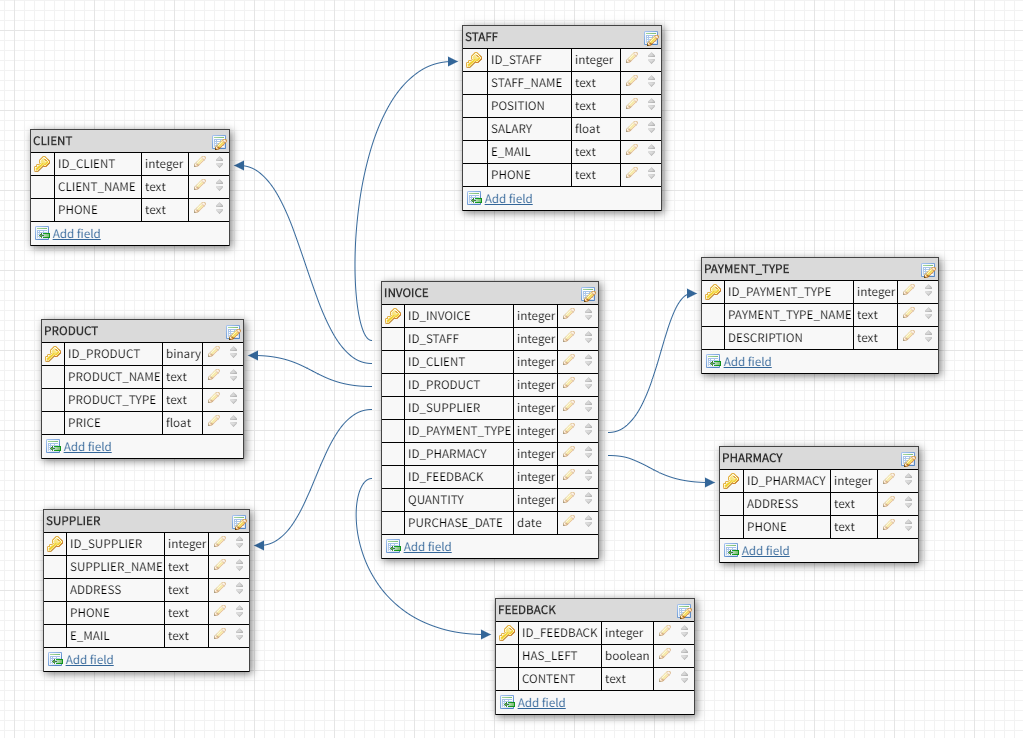 STAFF
ID_STAFF integer
STAFF_NAME text
POSITION text
SALARY float
E_MAIL text
PHONE text
Add field
CLIENT
ID_CLIENT integer
CLIENT_NAME text
PHONE text
Add field
PAYMENT_TYPE
ID_PAYMENT_TYPE integer
PAYMENT_TYPE_NAME text
DESCRIPTION text
Add field
INVOICE
ID_INVOICE integer
ID_STAFF integer
ID_CLIENT integer
ID_PRODUCT integer
ID_SUPPLIER integer
ID_PAYMENT_TYPE integer
ID_PHARMACY integer
ID_FEEDBACK integer
QUANTITY integer
PURCHASE_DATE date
Add field
PRODUCT
ID_PRODUCT binary
PRODUCT_NAME text
PRODUCT_TYPE text
PRICE float
Add field
PHARMACY
ID_PHARMACY integer
ADDRESS text
PHONE text
Add field
SUPPLIER
ID_SUPPLIER integer
SUPPLIER_NAME text
ADDRESS text
PHONE text
E_MAIL text
Add field
FEEDBACK
ID_FEEDBACK integer
HAS_LEFT boolean
CONTENT text
Add field